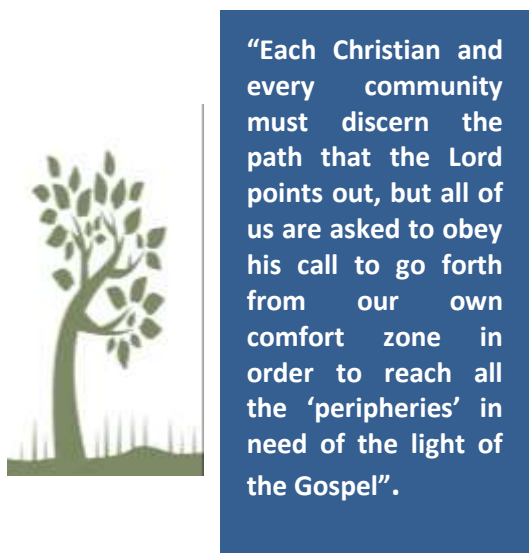 “Each Christian and
every community
must discern the
path that the Lord
points out, but all of
us are asked to obey
his call to go forth
from our own
comfort zone in
order to reach all
the ‘peripheries’ in
need of the light of
the Gospel”.